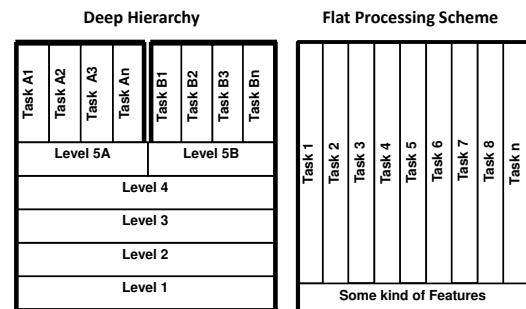 Deep Hierarchy
Task A1
Task A2
Task A3
Task An
Task B1
Task B2
Task B3
Task Bn
Level 5A
Level 5B
Level 4
Level 3
Level 2
Level 1
Flat Processing Scheme
Task 1
Task 2
Task 3
Task 4
Task 5
Task 6
Task 7
Task 8
Task n
Some kind of Features